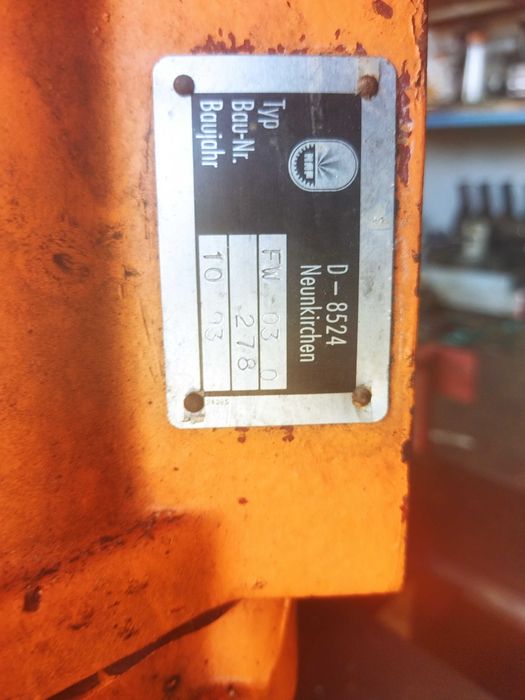 D-8524
Neunkirchen
Typ FW 03 0
Bau-Nr. 278
Baujahr 10 93